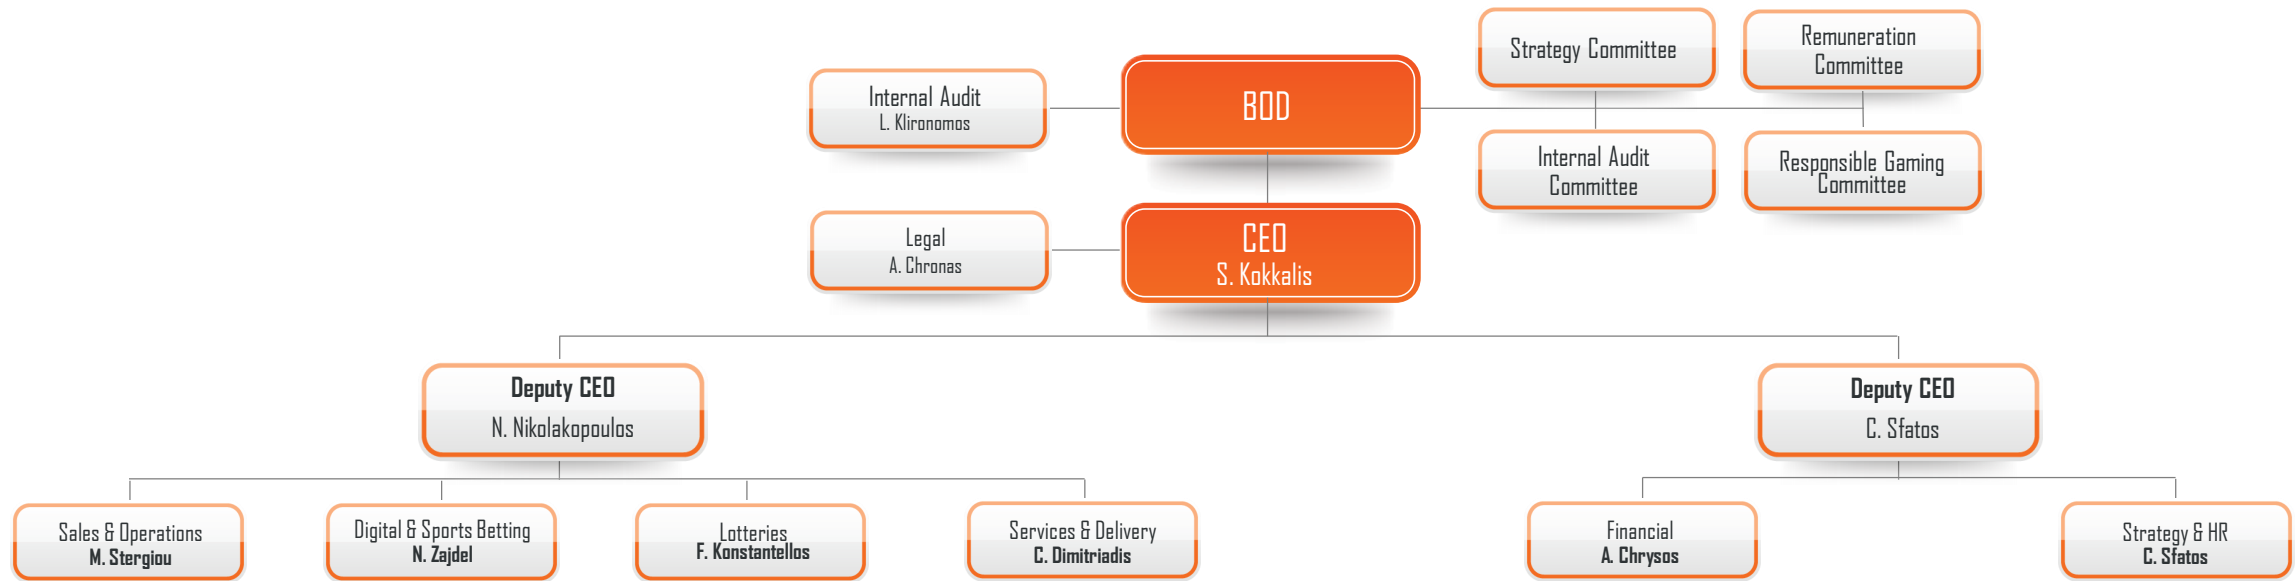 Strategy Committee
Remuneration
Committee
Internal Audit
L. Klironomos
BOD
Internal Audit
Committee
Responsible Gaming
Committee
Legal
A. Chronas
CEO
S. Kokkalis
Deputy CEO
N. Nikolakopoulos
Deputy CEO
C. Sfatos
Sales & Operations
M. Stergiou
Digital & Sports Betting
N. Zajdel
Lotteries
F. Konstantellos
Services & Delivery
C. Dimitriadis
Financial
A. Chrysos
Strategy & HR
C. Sfatos